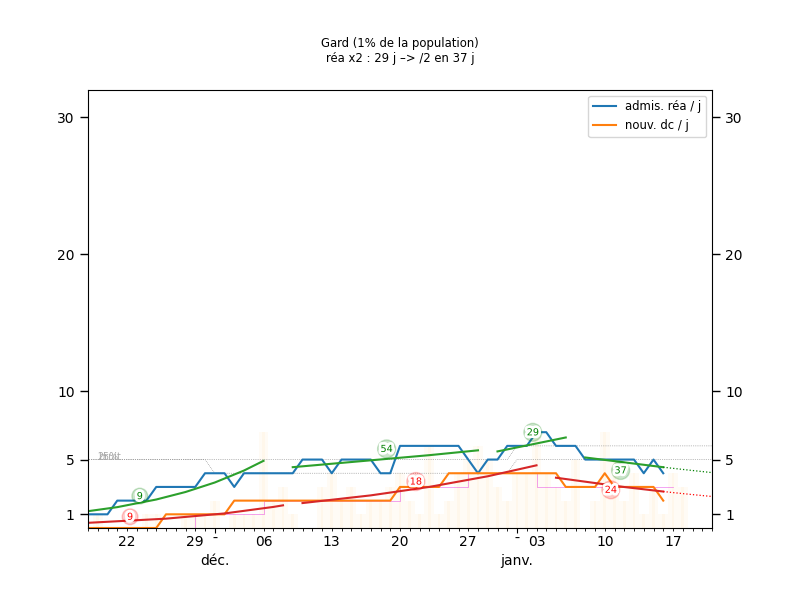 Gard (1% de la population)
réa x2 : 29 j –> /2 en 37 j
admis. réa / j
nouv. dc / j
30 30
20 20
10 10
5 5
1 1
29
54
37
18
24
9
9
22 29 - 06 13 20 27 - 03 10 17
déc. janv.